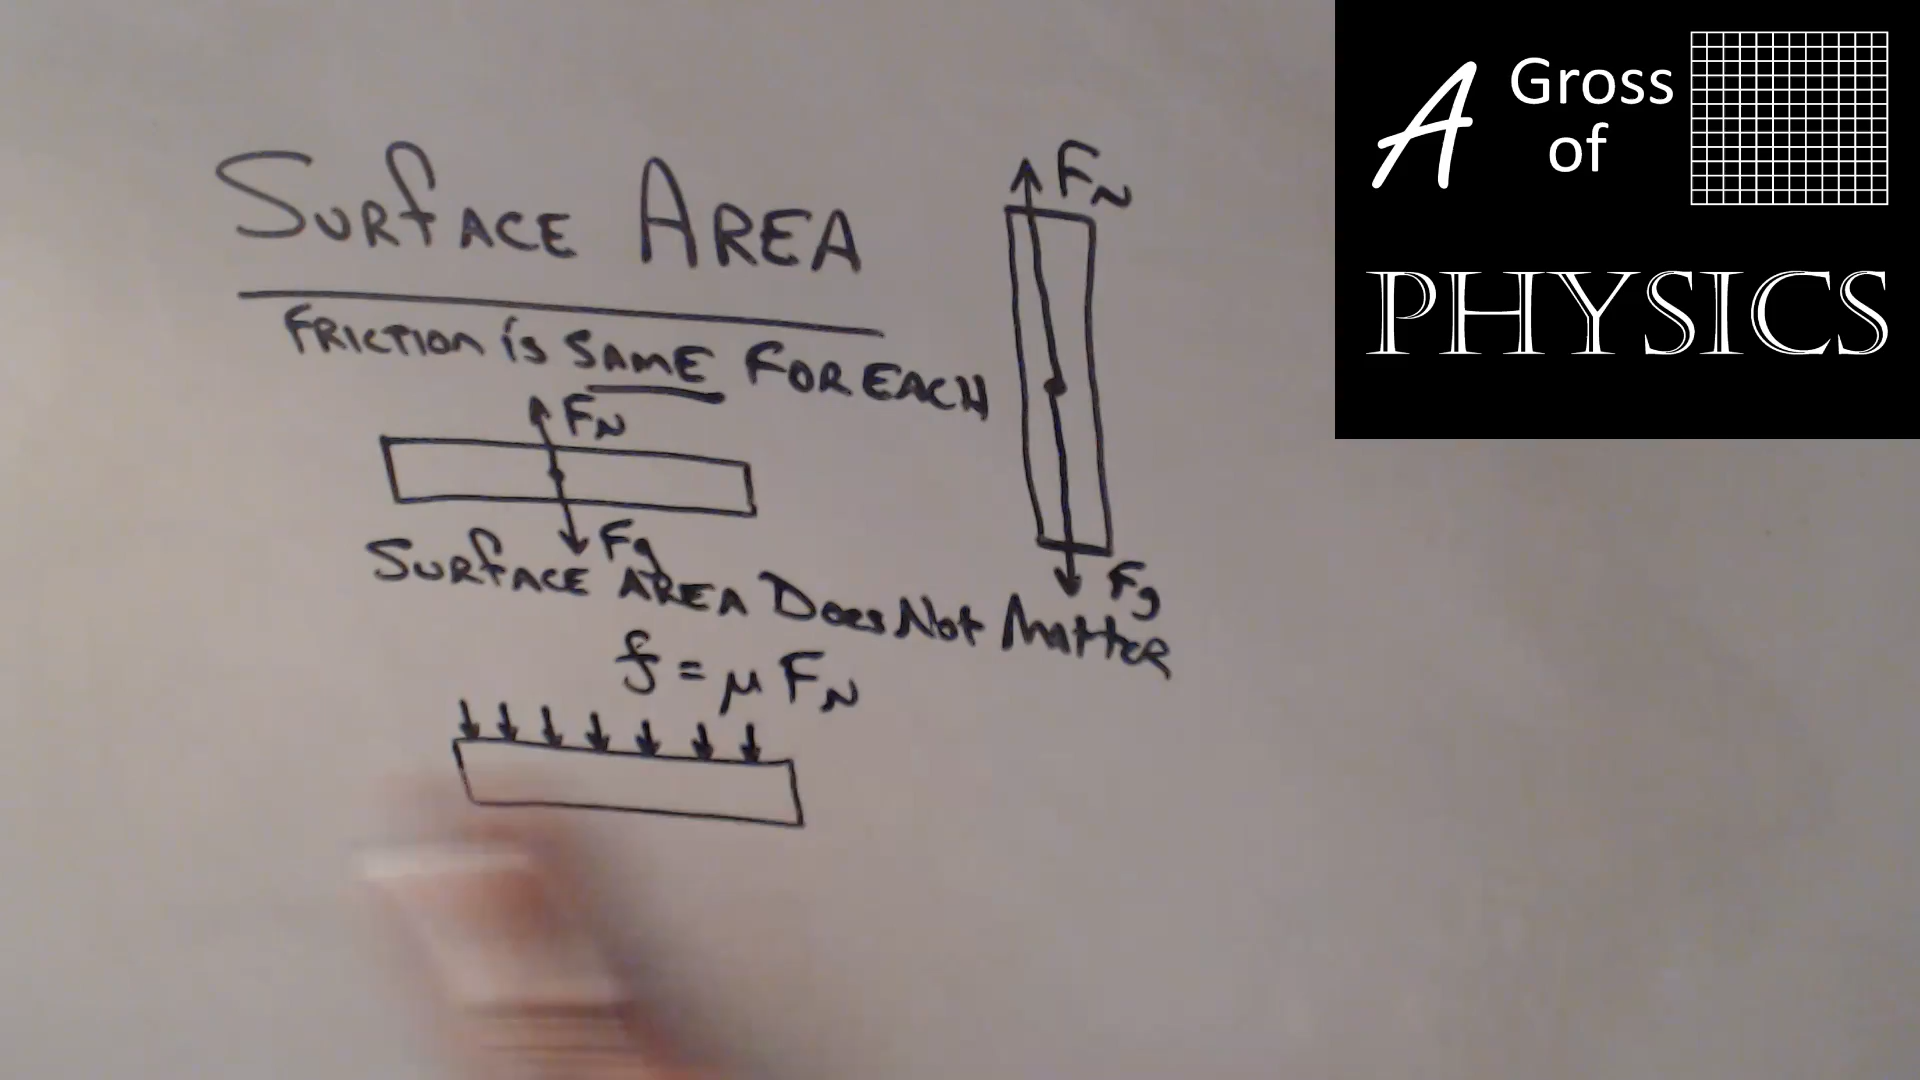 SURFACE AREA
FRICTION is SAME FOR EACH
FN
Fg
FN
Fg
SURFACE AREA Does Not Matter
f = μ FN
A Gross
of
PHYSICS